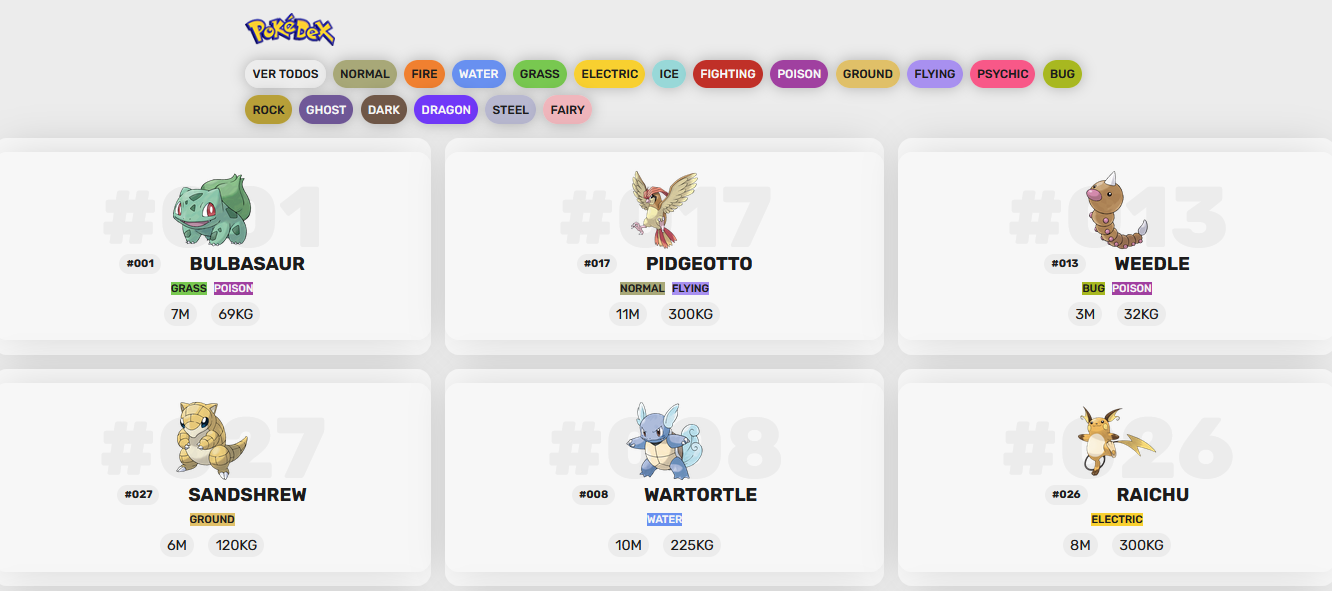 PokéDex
VER TODOS NORMAL FIRE WATER GRASS ELECTRIC ICE FIGHTING POISON GROUND FLYING PSYCHIC BUG
ROCK GHOST DARK DRAGON STEEL FAIRY
#001
#001 BULBASAUR
GRASS POISON
7M 69KG
#017
#017 PIDGEOTTO
NORMAL FLYING
11M 300KG
#013
#013 WEEDLE
BUG POISON
3M 32KG
#027
#027 SANDSHREW
GROUND
6M 120KG
#008
#008 WARTORTLE
WATER
10M 225KG
#026
#026 RAICHU
ELECTRIC
8M 300KG